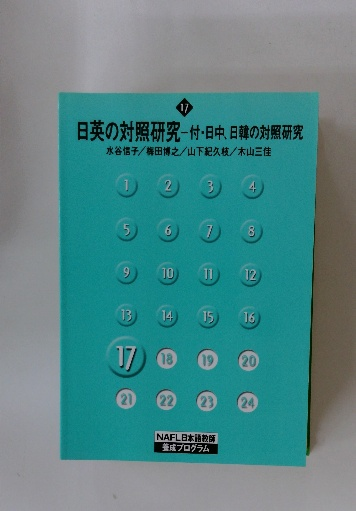 17
日英の対照研究－付・日中、日韓の対照研究
水谷信子／梅田博之／山下紀久枝／木山三佳
1 2 3 4
5 6 7 8
9 10 11 12
13 14 15 16
17 18 19 20
21 22 23 24
NAFL日本語教師
養成プログラム